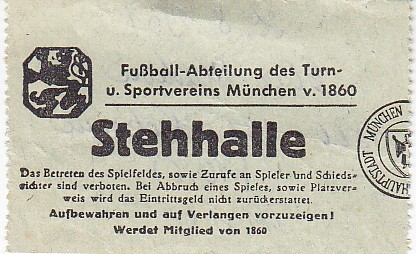 Fußball-Abteilung des Turn-
u. Sportvereins München v. 1860
Stehhalle
Das Betreten des Spielfeldes, sowie Zurufe an Spieler und Schieds-
richter sind verboten. Bei Abbruch eines Spieles, sowie Platzver-
weis wird das Eintrittsgeld nicht zurückerstattet.
Aufbewahren und auf Verlangen vorzuzeigen!
Werdet Mitglied von 1860
HAUPTSTADT MÜNCHEN